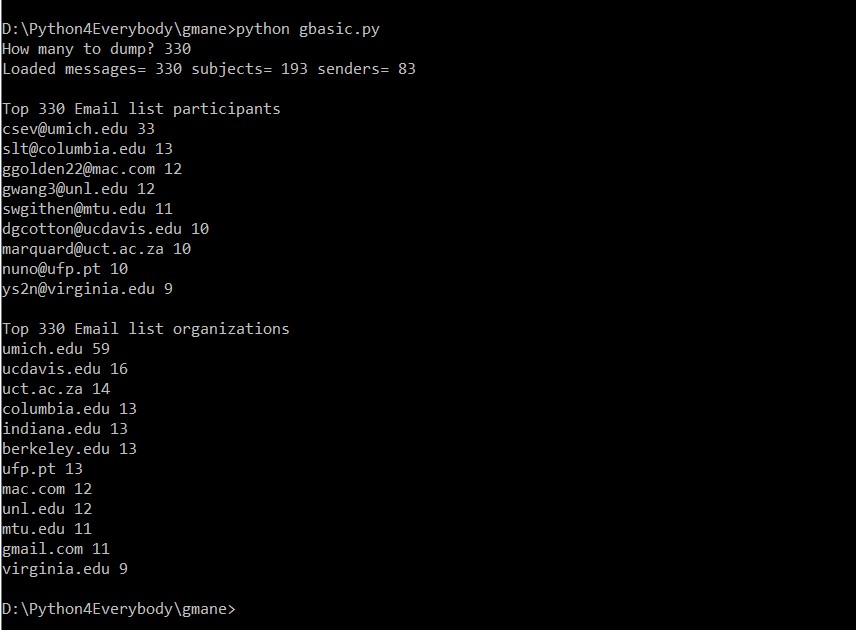 D:\Python4Everybody\gmane>python gbasic.py
How many to dump? 330
Loaded messages= 330 subjects= 193 senders= 83
Top 330 Email list participants
csev@umich.edu 33
slt@columbia.edu 13
ggolden22@mac.com 12
gwang3@unl.edu 12
swgithen@mtu.edu 11
dgcotton@ucdavis.edu 10
marquard@uct.ac.za 10
nuno@ufp.pt 10
ys2n@virginia.edu 9
Top 330 Email list organizations
umich.edu 59
ucdavis.edu 16
uct.ac.za 14
columbia.edu 13
indiana.edu 13
berkeley.edu 13
ufp.pt 13
mac.com 12
unl.edu 12
mtu.edu 11
gmail.com 11
virginia.edu 9
D:\Python4Everybody\gmane>